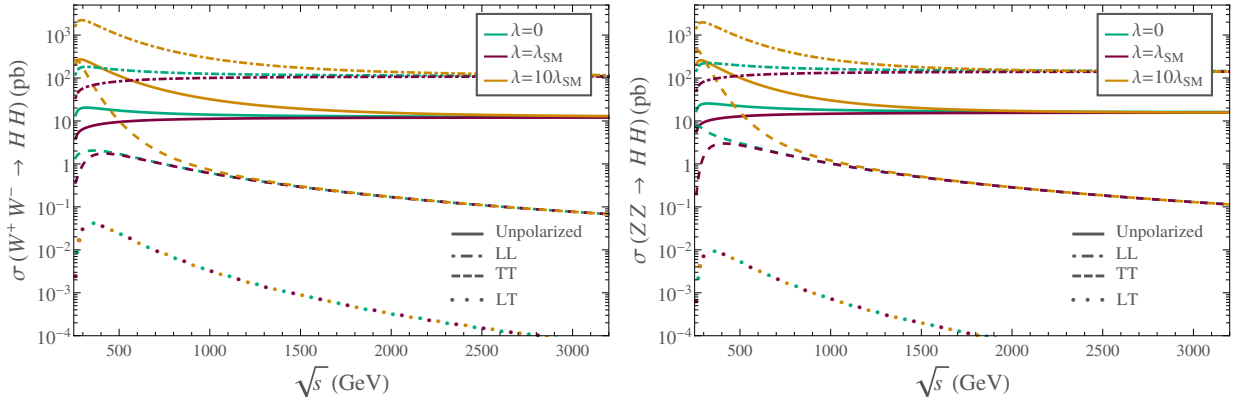 σ (W⁺ W⁻ → H H) (pb)
10³
10²
10
1
10⁻¹
10⁻²
10⁻³
10⁻⁴
λ=0
λ=λSM
λ=10λSM
Unpolarized
LL
TT
LT
500 1000 1500 2000 2500 3000
√s (GeV)
σ (Z Z → H H) (pb)
10³
10²
10
1
10⁻¹
10⁻²
10⁻³
10⁻⁴
λ=0
λ=λSM
λ=10λSM
Unpolarized
LL
TT
LT
500 1000 1500 2000 2500 3000
√s (GeV)